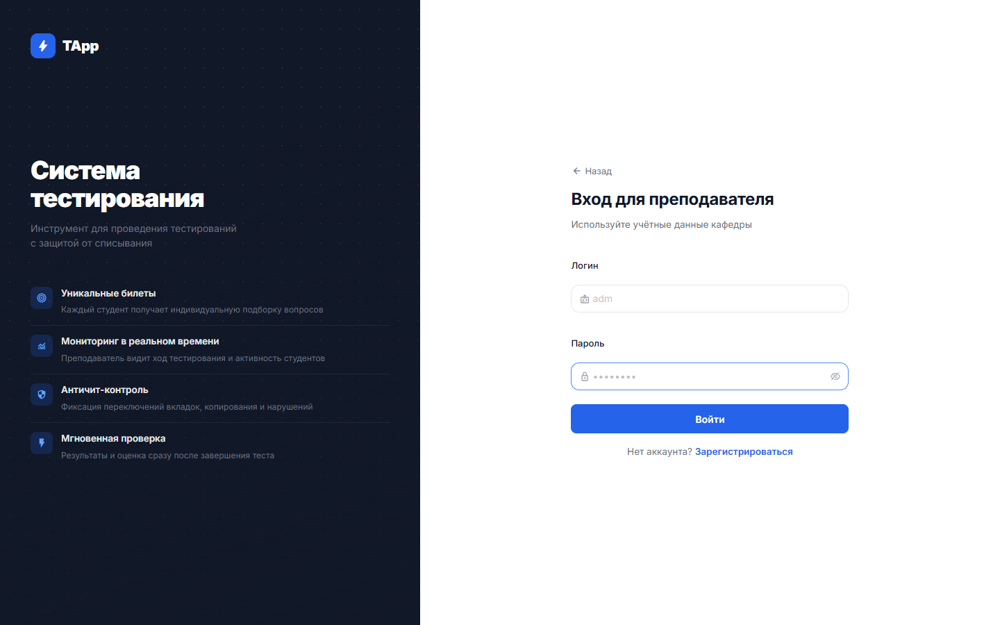 TApp
Система
тестирования
Инструмент для проведения тестирований
с защитой от списывания
Уникальные билеты
Каждый студент получает индивидуальную подборку вопросов
Мониторинг в реальном времени
Преподаватель видит ход тестирования и активность студентов
Античит-контроль
Фиксация переключений вкладок, копирования и нарушений
Мгновенная проверка
Результаты и оценка сразу после завершения теста
Назад
Вход для преподавателя
Используйте учётные данные кафедры
Логин
adm
Пароль
••••••••
Войти
Нет аккаунта? Зарегистрироваться